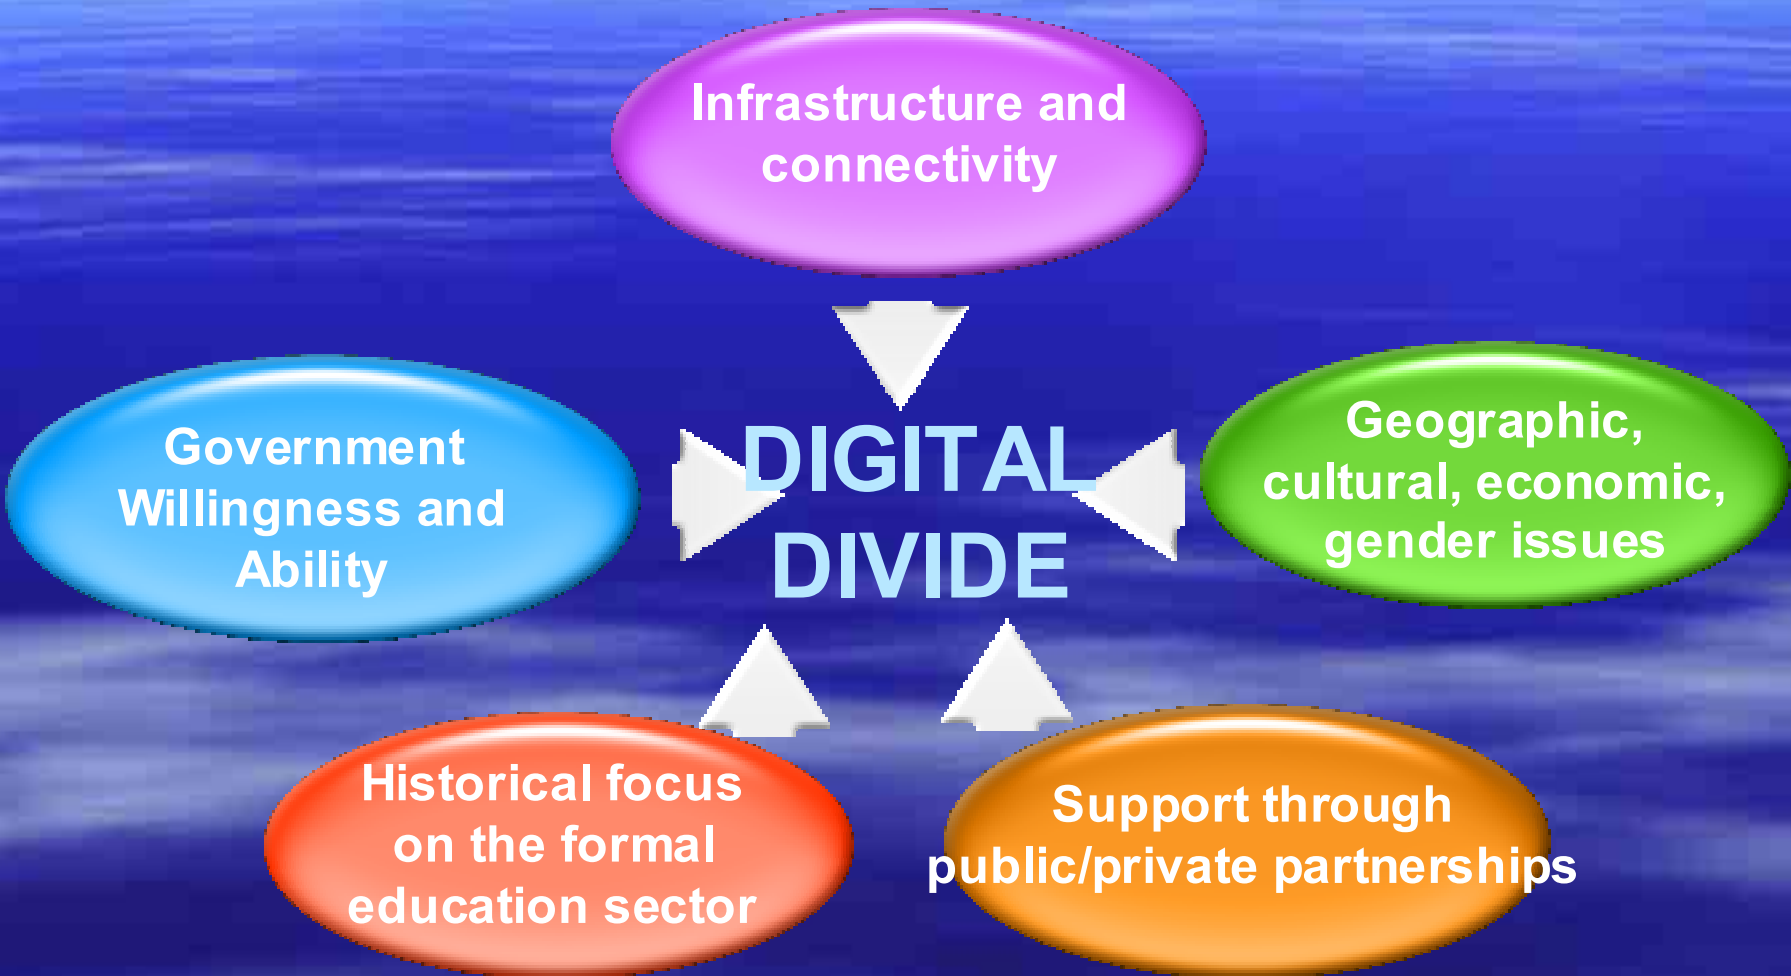 Infrastructure and
connectivity
Government
Willingness and
Ability
DIGITAL
DIVIDE
Geographic,
cultural, economic,
gender issues
Historical focus
on the formal
education sector
Support through
public/private partnerships